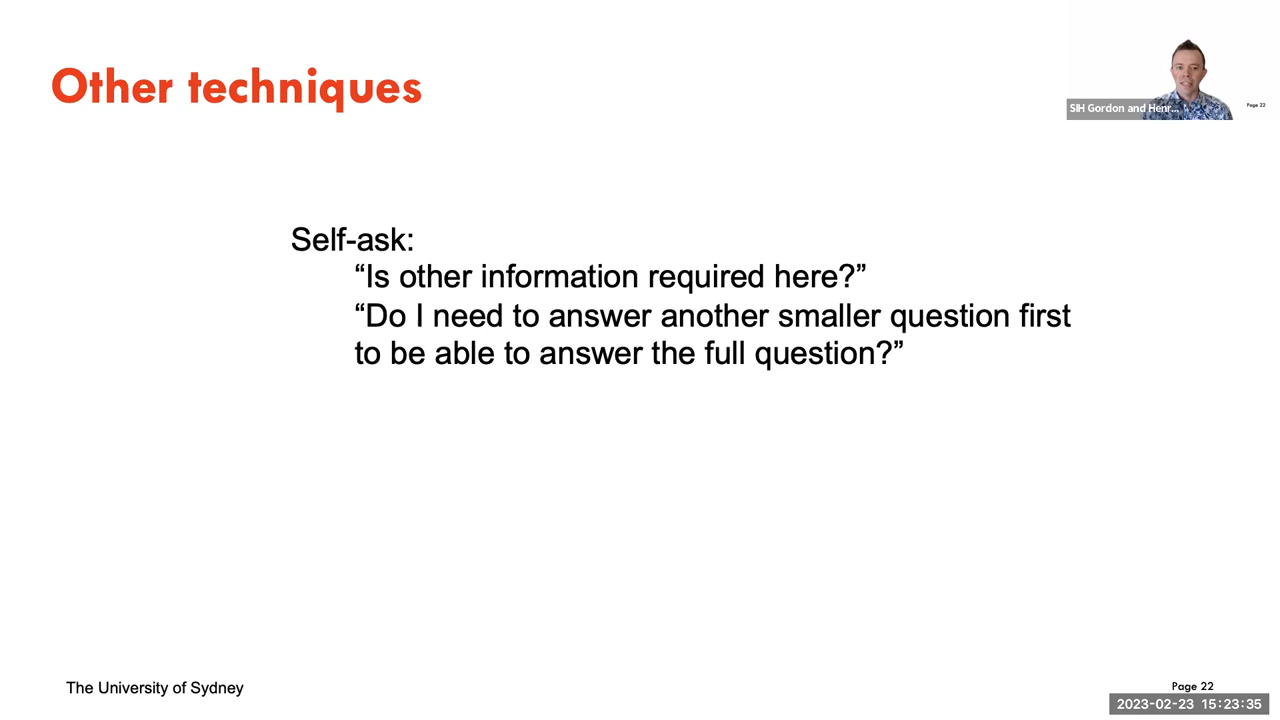 Other techniques
SIH Gordon and Henr...
Page 22
Self-ask:
“Is other information required here?”
“Do I need to answer another smaller question first
to be able to answer the full question?”
The University of Sydney
Page 22
2023-02-23 15:23:35